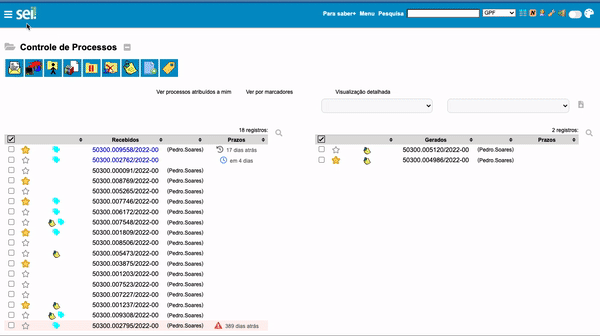 sei! Para saber+ Menu Pesquisa GPF
Controle de Processos
Ver processos atribuídos a mim Ver por marcadores Visualização detalhada
18 registros: 2 registros:
Recebidos Prazos Gerados Prazos
50300.009558/2022-00 (Pedro.Soares) 17 dias atrás 50300.005120/2022-00 (Pedro.Soares)
50300.002762/2022-00 (Pedro.Soares) em 4 dias 50300.004986/2022-00 (Pedro.Soares)
50300.000091/2022-00 (Pedro.Soares)
50300.008769/2022-00 (Pedro.Soares)
50300.005265/2022-00 (Pedro.Soares)
50300.007746/2022-00 (Pedro.Soares)
50300.006172/2022-00 (Pedro.Soares)
50300.007548/2022-00 (Pedro.Soares)
50300.001809/2022-00 (Pedro.Soares)
50300.008506/2022-00 (Pedro.Soares)
50300.005473/2022-00 (Pedro.Soares)
50300.003875/2022-00 (Pedro.Soares)
50300.001203/2022-00 (Pedro.Soares)
50300.007523/2022-00 (Pedro.Soares)
50300.007227/2022-00 (Pedro.Soares)
50300.001237/2022-00 (Pedro.Soares)
50300.009308/2022-00 (Pedro.Soares)
50300.002795/2022-00 (Pedro.Soares) 389 dias atrás